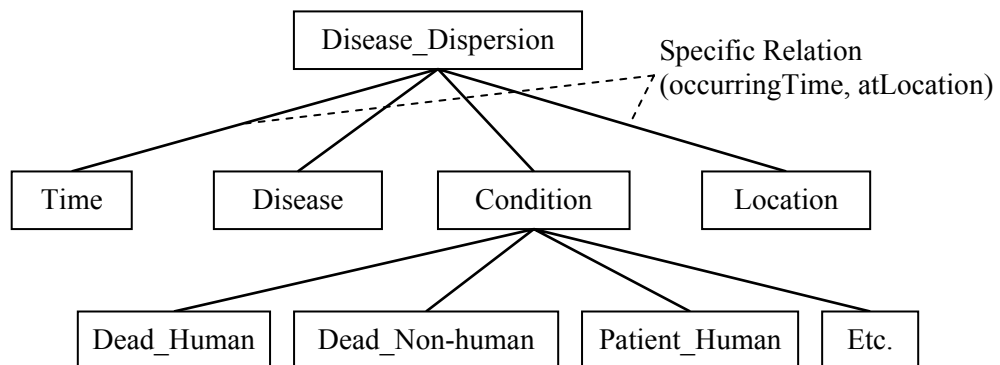 Disease_Dispersion
Specific Relation
(occurringTime, atLocation)
Time
Disease
Condition
Location
Dead_Human
Dead_Non-human
Patient_Human
Etc.